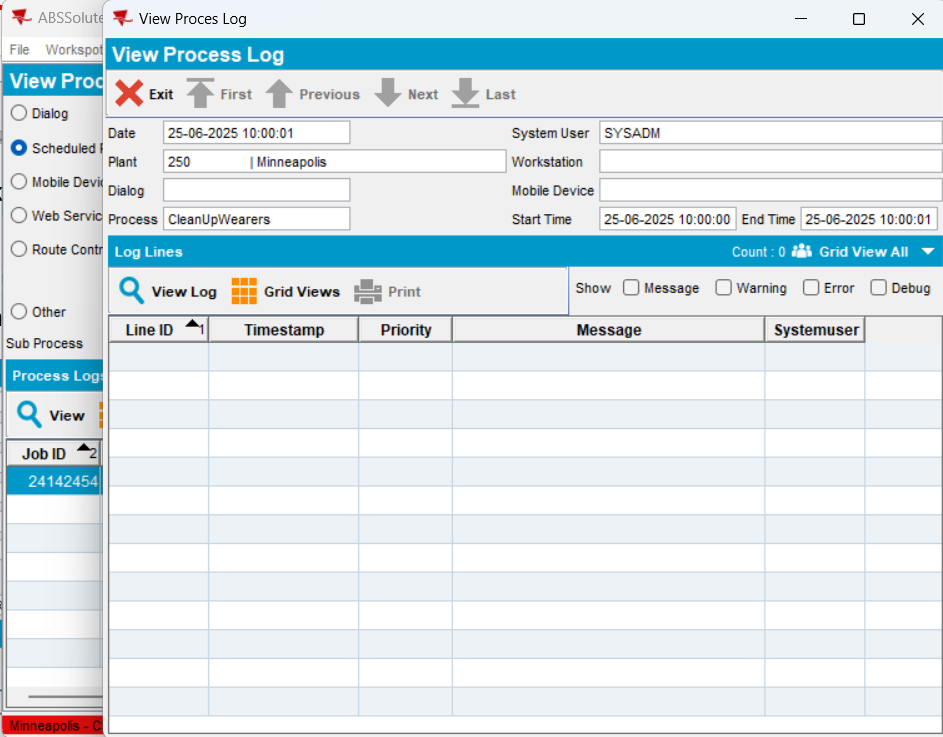 ABSSolute
View Proces Log
File Workspot
View Process Log
View Proc
Exit First Previous Next Last
Dialog
Scheduled P
Mobile Devic
Web Servic
Route Contr
Other
Sub Process
Process Logs
View
Job ID 2
24142454
Minneapolis - C
Date 25-06-2025 10:00:01 System User SYSADM
Plant 250 | Minneapolis Workstation
Dialog Mobile Device
Process CleanUpWearers Start Time 25-06-2025 10:00:00 End Time 25-06-2025 10:00:01
Log Lines Count : 0 Grid View All
View Log Grid Views Print Show Message Warning Error Debug
Line ID 1 Timestamp Priority Message Systemuser